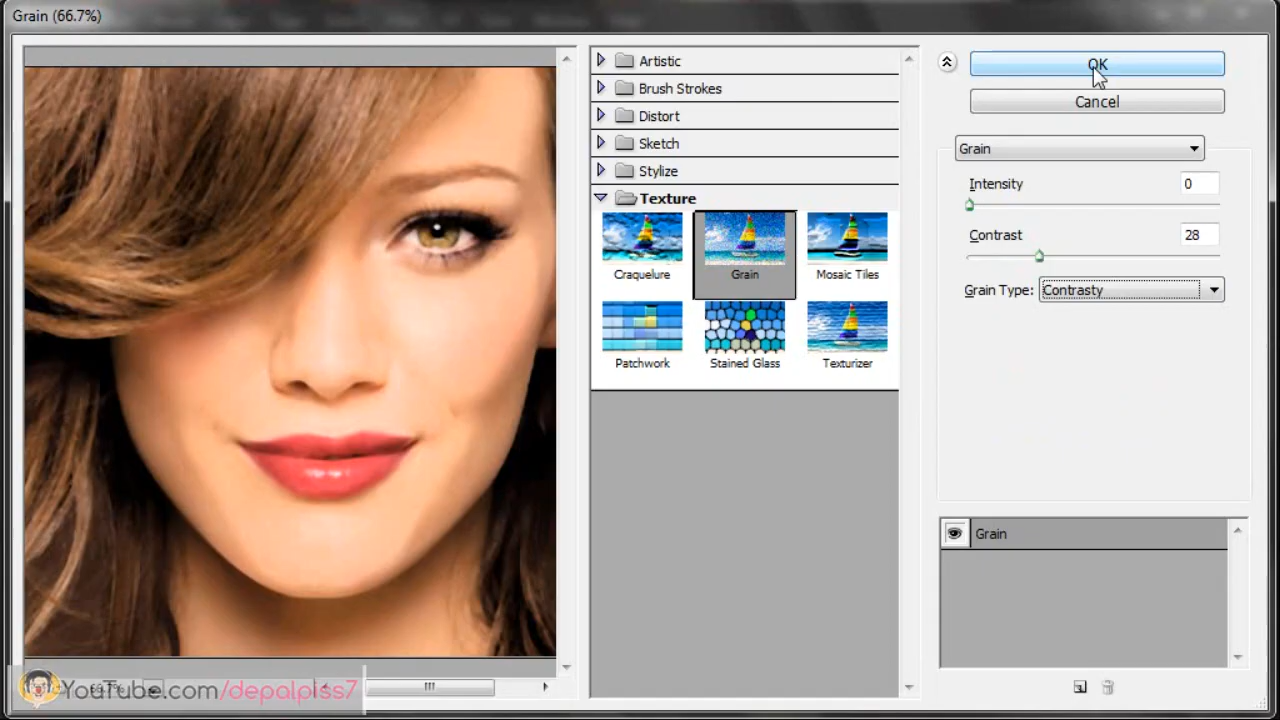 Grain (66.7%)
Artistic
Brush Strokes
Distort
Sketch
Stylize
Texture
Craquelure
Grain
Mosaic Tiles
Patchwork
Stained Glass
Texturizer
OK
Cancel
Grain
Intensity
0
Contrast
28
Grain Type:
Contrasty
Grain
YouTube.com/depalpiss7